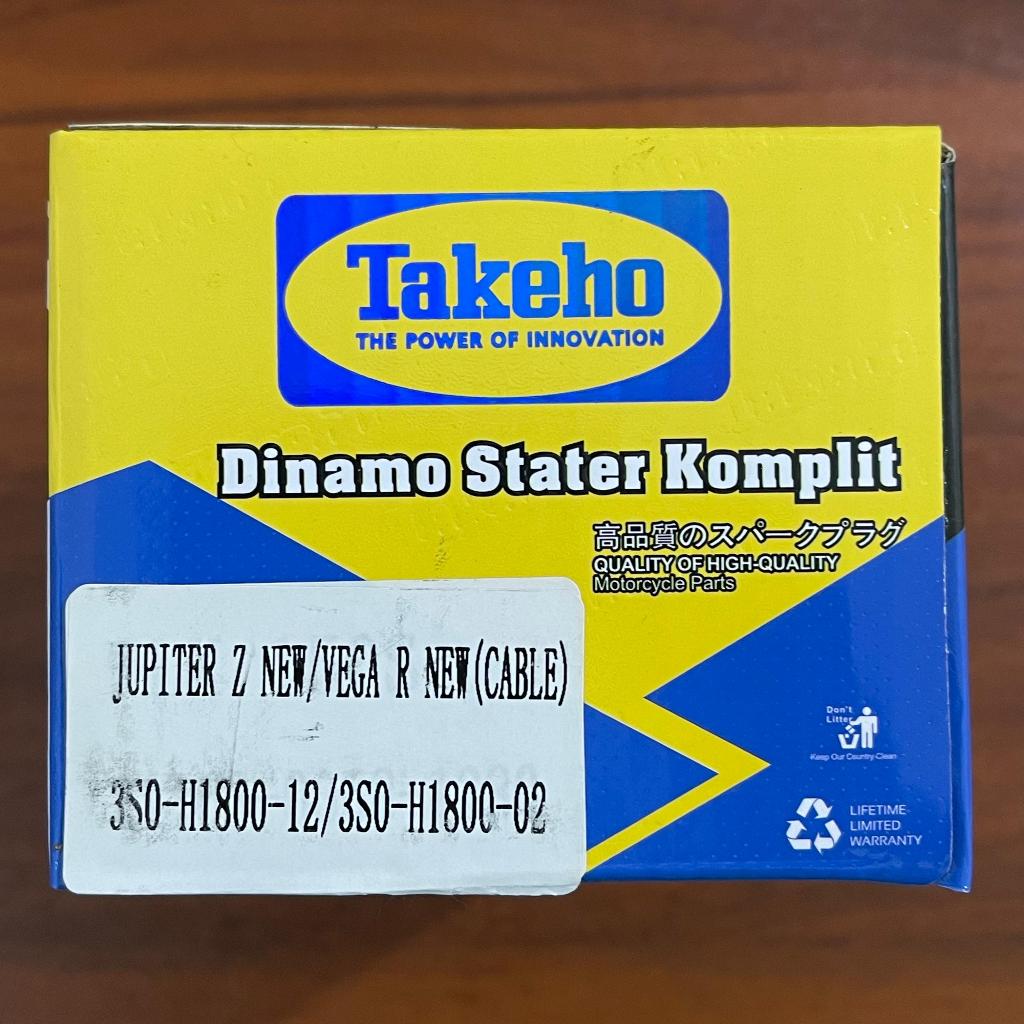 Takeho
THE POWER OF INNOVATION
Dinamo Stater Komplit
高品質のスパークプラグ
QUALITY OF HIGH-QUALITY
Motorcycle Parts
JUPITER Z NEW/VEGA R NEW(CABLE)
3S0-H1800-12/3S0-H1800-02
Don't
Litter
Keep Our Country Clean
LIFETIME
LIMITED
WARRANTY